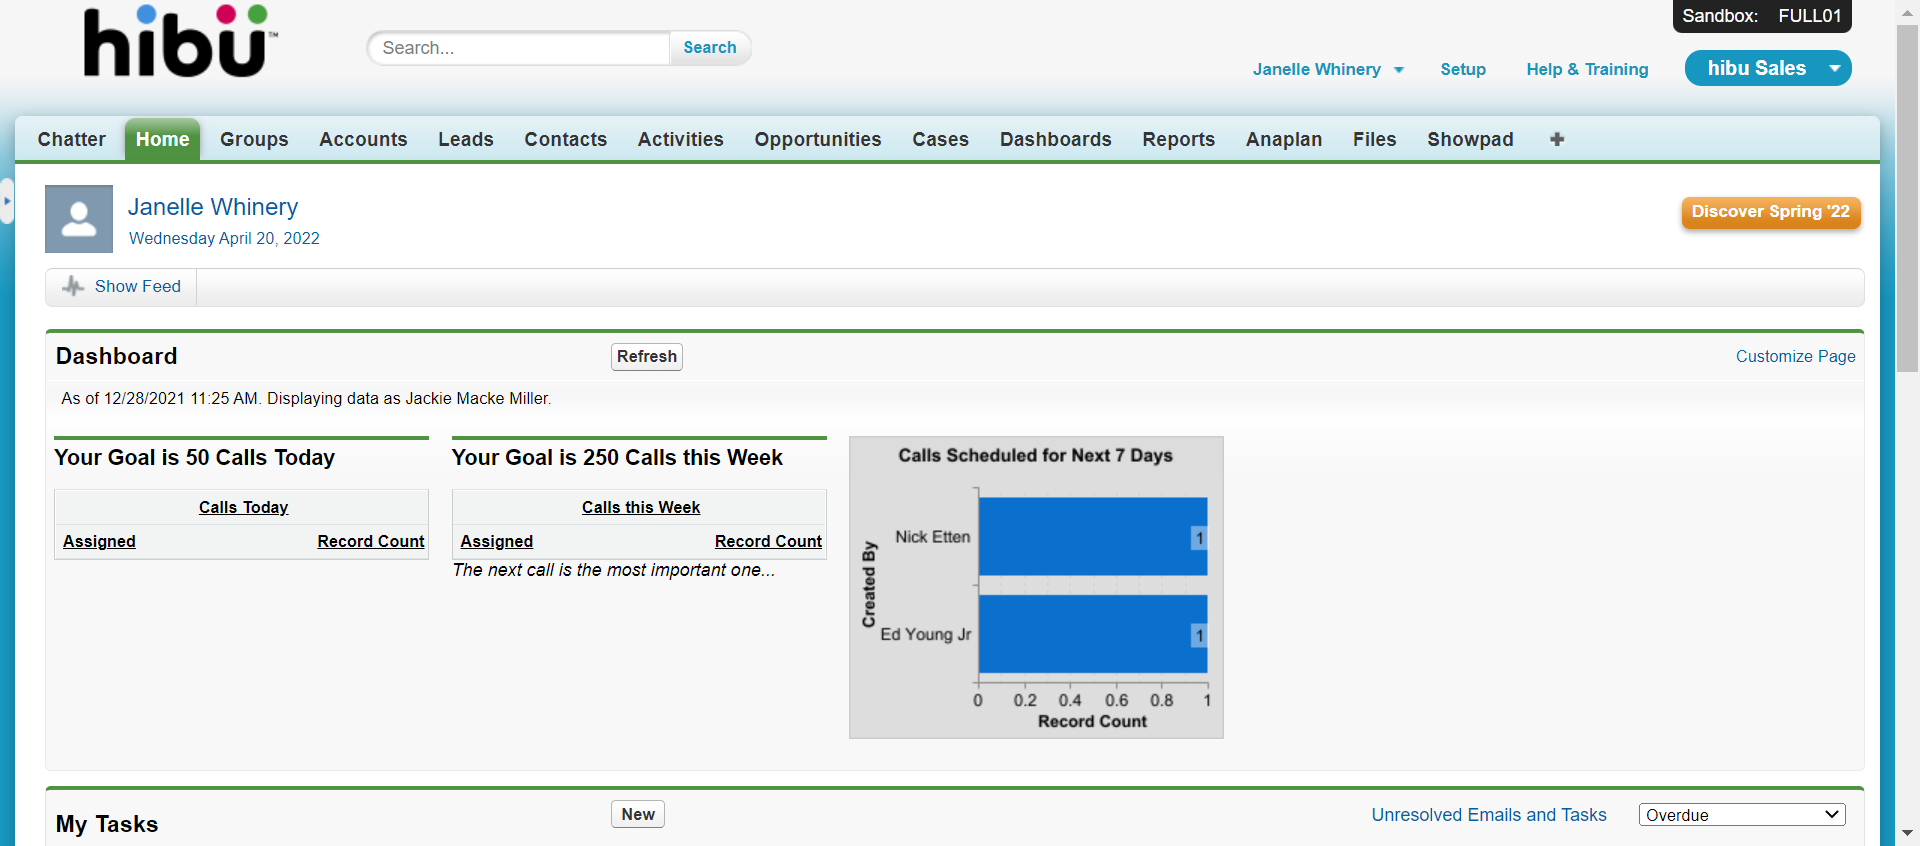 hibü™
Search...
Search
Sandbox: FULL01
Janelle Whinery
Setup
Help & Training
hibu Sales
Chatter
Home
Groups
Accounts
Leads
Contacts
Activities
Opportunities
Cases
Dashboards
Reports
Anaplan
Files
Showpad
Janelle Whinery
Wednesday April 20, 2022
Discover Spring '22
Show Feed
Dashboard
Refresh
Customize Page
As of 12/28/2021 11:25 AM. Displaying data as Jackie Macke Miller.
Your Goal is 50 Calls Today
Calls Today
Assigned Record Count
Your Goal is 250 Calls this Week
Calls this Week
Assigned Record Count
The next call is the most important one...
Calls Scheduled for Next 7 Days
Created By
Nick Etten
1
Ed Young Jr
1
0 0.2 0.4 0.6 0.8 1
Record Count
My Tasks
New
Unresolved Emails and Tasks
Overdue